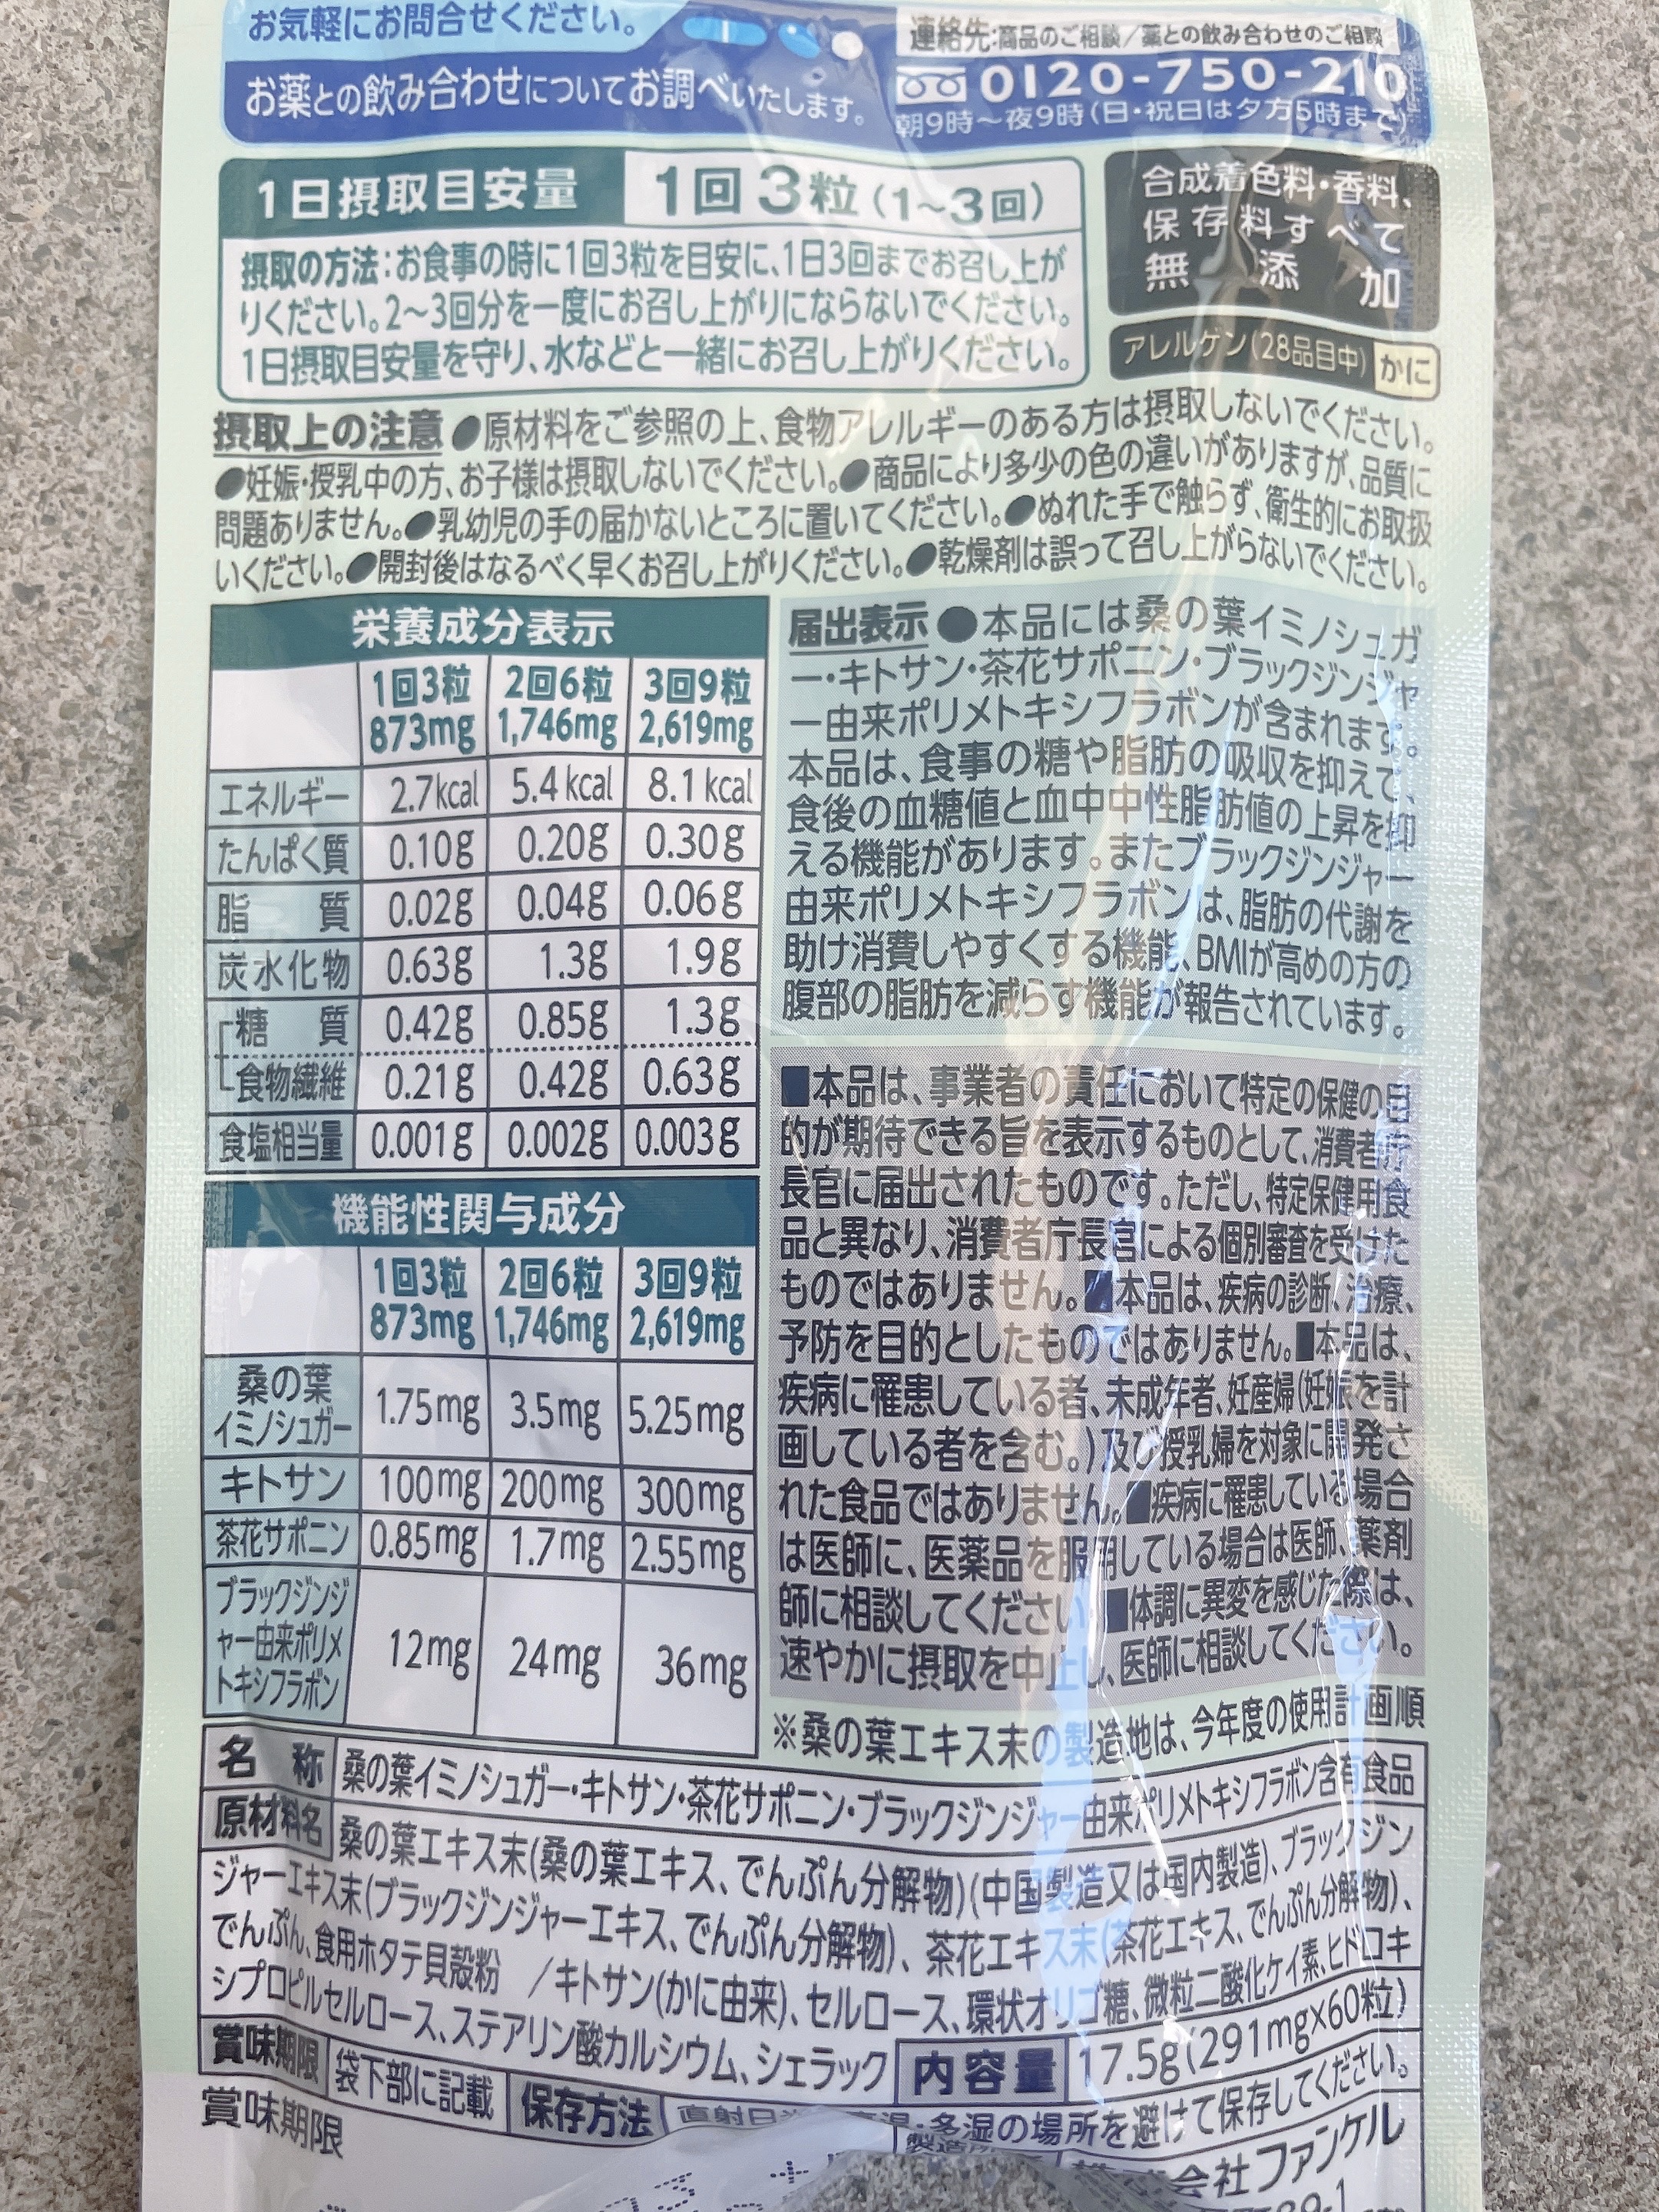 お気軽にお問合せください。
お薬との飲み合わせについてお調べいたします。
連絡先:商品のご相談/薬との飲み合わせのご相談
0120-750-210
朝9時~夜9時(日・祝日は夕方5時まで)
1日摂取目安量 1回3粒(1~3回)
摂取の方法:お食事の時に1回3粒を目安に、1日3回までお召し上が
りください。2~3回分を一度にお召し上がりにならないでください。
1日摂取目安量を守り、水などと一緒にお召し上がりください。
合成着色料・香料、
保存料すべて
無添加
アレルゲン(28品目中) かに
摂取上の注意 ●原材料をご参照の上、食物アレルギーのある方は摂取しないでください。
●妊娠・授乳中の方、お子様は摂取しないでください。●商品により多少の色の違いがありますが、品質に
問題ありません。●乳幼児の手の届かないところに置いてください。●ぬれた手で触らず、衛生的にお取扱
いください。●開封後はなるべく早くお召し上がりください。●乾燥剤は誤って召し上がらないでください。
栄養成分表示
1回3粒 2回6粒 3回9粒
873mg 1,746mg 2,619mg
エネルギー 2.7kcal 5.4kcal 8.1kcal
たんぱく質 0.10g 0.20g 0.30g
脂質 0.02g 0.04g 0.06g
炭水化物 0.63g 1.3g 1.9g
糖質 0.42g 0.85g 1.3g
食物繊維 0.21g 0.42g 0.63g
食塩相当量 0.001g 0.002g 0.003g
機能性関与成分
1回3粒 2回6粒 3回9粒
873mg 1,746mg 2,619mg
桑の葉
イミノシュガー 1.75mg 3.5mg 5.25mg
キトサン 100mg 200mg 300mg
茶花サポニン 0.85mg 1.7mg 2.55mg
ブラックジンジ
ャー由来ポリメ
トキシフラボン 12mg 24mg 36mg
届出表示 ●本品には桑の葉イミノシュガ
ー・キトサン・茶花サポニン・ブラックジンジャ
ー由来ポリメトキシフラボンが含まれます。
本品は、食事の糖や脂肪の吸収を抑えて、
食後の血糖値と血中中性脂肪値の上昇を抑
える機能があります。またブラックジンジャー
由来ポリメトキシフラボンは、脂肪の代謝を
助け消費しやすくする機能、BMIが高めの方の
腹部の脂肪を減らす機能が報告されています。
■本品は、事業者の責任において特定の保健の目
的が期待できる旨を表示するものとして、消費者庁
長官に届出されたものです。ただし、特定保健用食
品と異なり、消費者庁長官による個別審査を受けた
ものではありません。■本品は、疾病の診断、治療、
予防を目的としたものではありません。■本品は、
疾病に罹患している者、未成年者、妊産婦(妊娠を計
画している者を含む。)及び授乳婦を対象に開発さ
れた食品ではありません。■疾病に罹患している場合
は医師に、医薬品を服用している場合は医師、薬剤
師に相談してください。■体調に異変を感じた際は、
速やかに摂取を中止し、医師に相談してください。
※桑の葉エキス末の製造地は、今年度の使用計画順
名称 桑の葉イミノシュガー・キトサン・茶花サポニン・ブラックジンジャー由来ポリメトキシフラボン含有食品
原材料名 桑の葉エキス末(桑の葉エキス、でんぷん分解物)(中国製造又は国内製造)、ブラックジン
ジャーエキス末(ブラックジンジャーエキス、でんぷん分解物)、茶花エキス末(茶花エキス、でんぷん分解物)、
でんぷん、食用ホタテ貝殻粉 /キトサン(かに由来)、セルロース、環状オリゴ糖、微粒二酸化ケイ素、ヒドロキ
シプロピルセルロース、ステアリン酸カルシウム、シェラック 内容量 17.5g(291mg×60粒)
賞味期限 袋下部に記載 保存方法 直射日光・高温・多湿の場所を避けて保存してください。
賞味期限
株式会社ファンケル